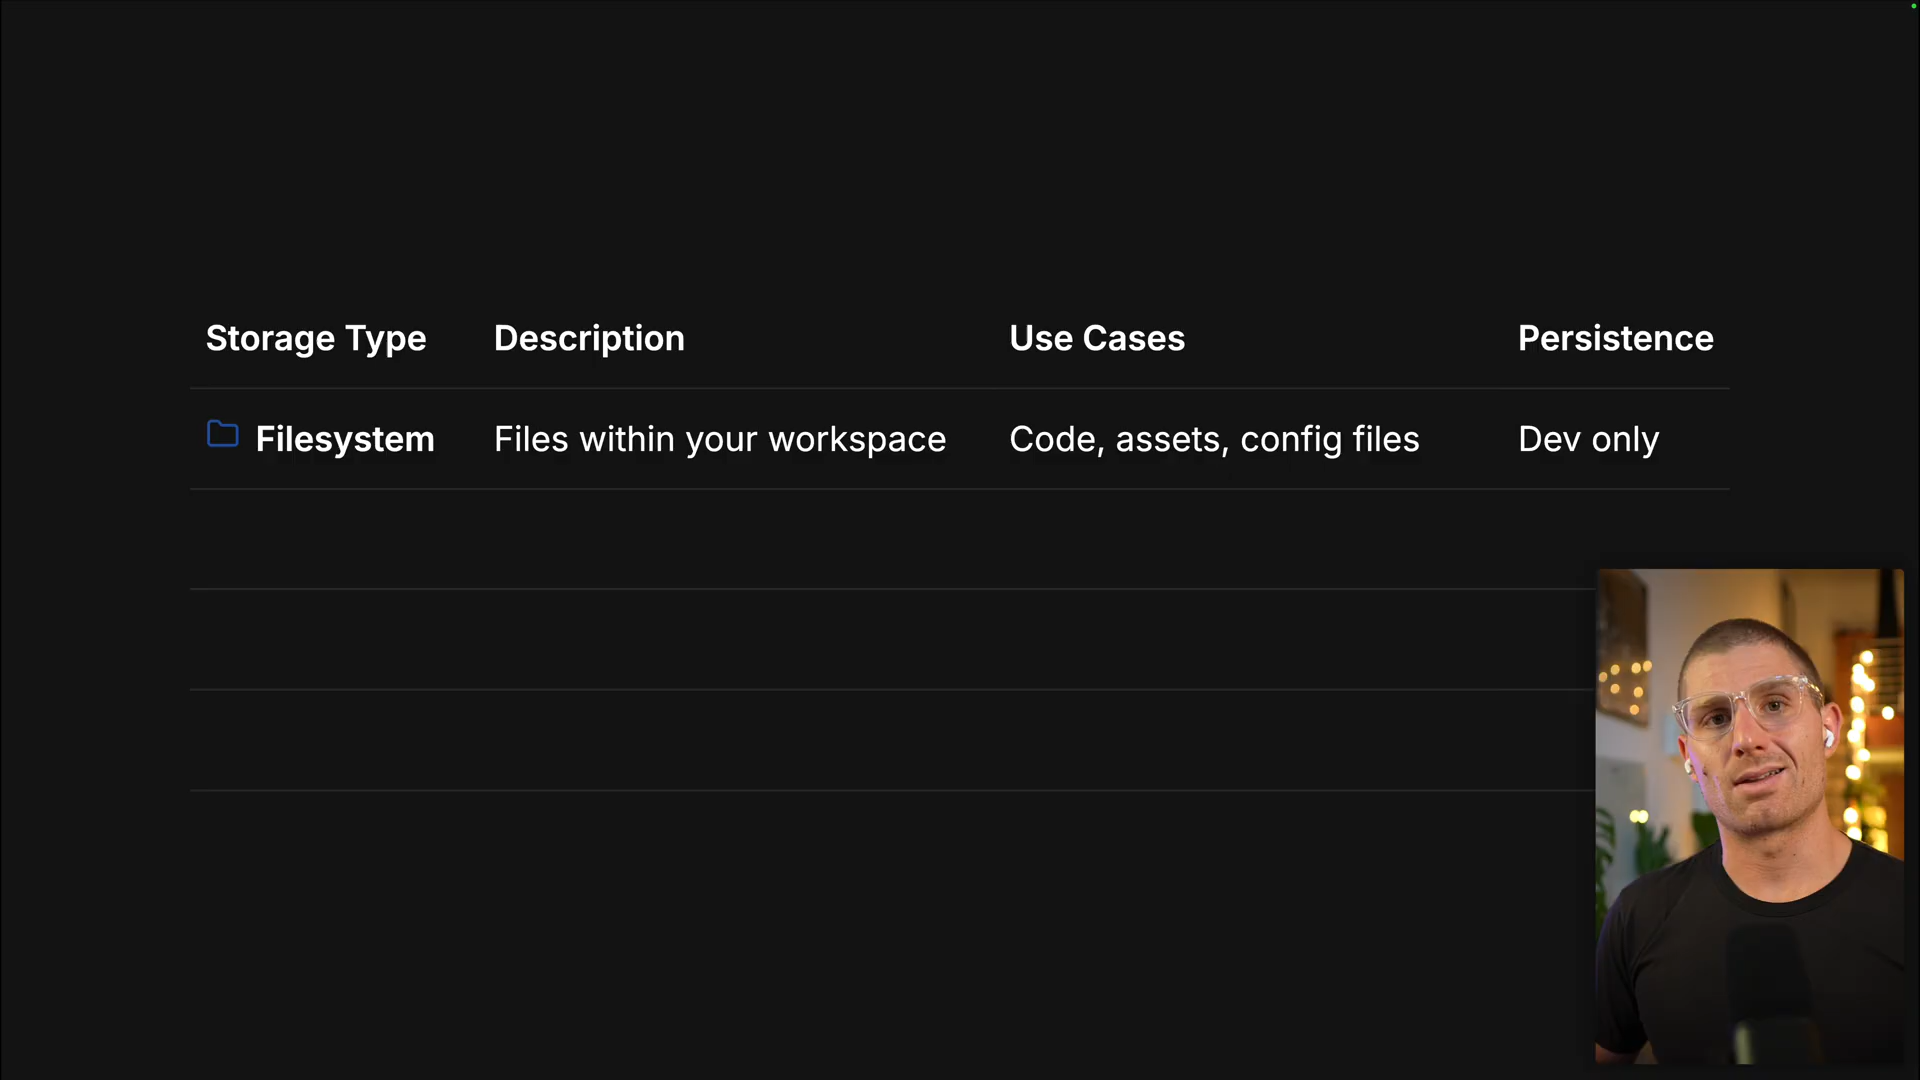 Storage Type Description Use Cases Persistence
Filesystem Files within your workspace Code, assets, config files Dev only